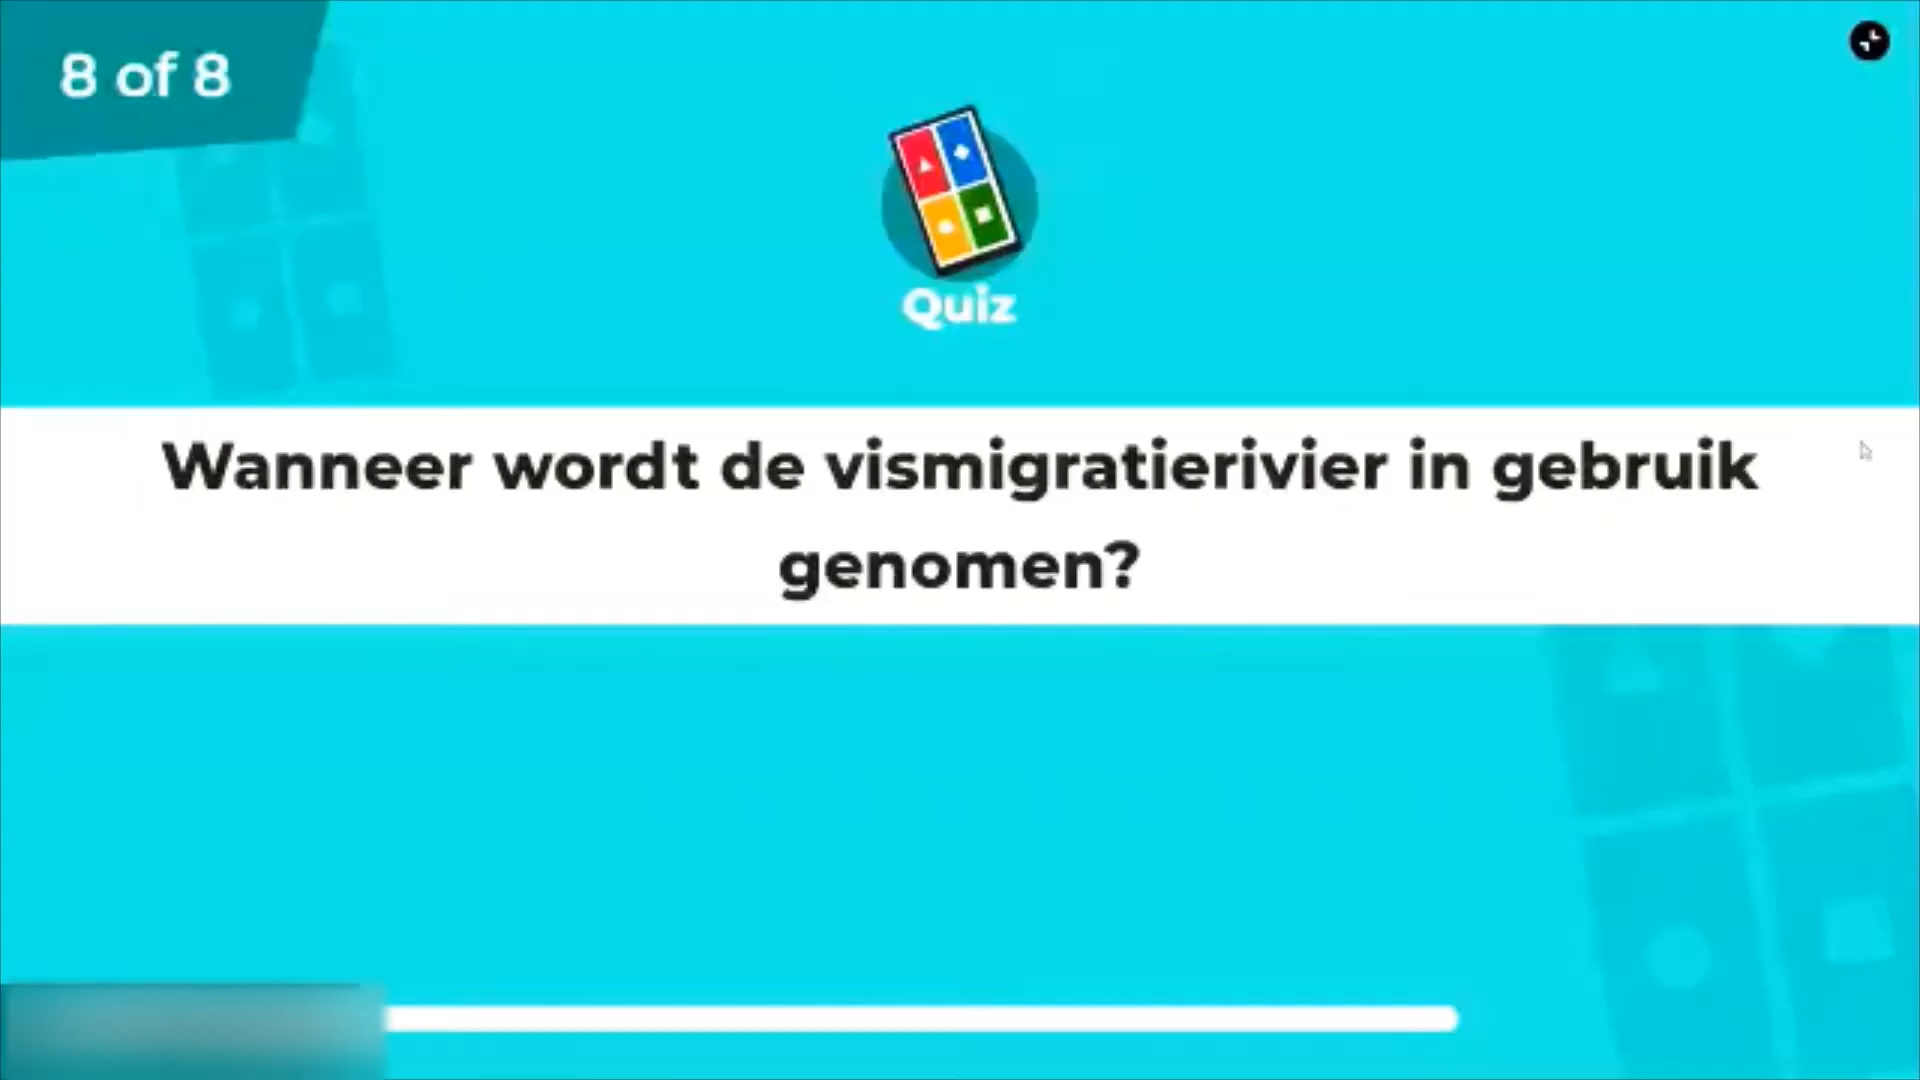 8 of 8
Quiz
Wanneer wordt de vismigratierivier in gebruik
genomen?